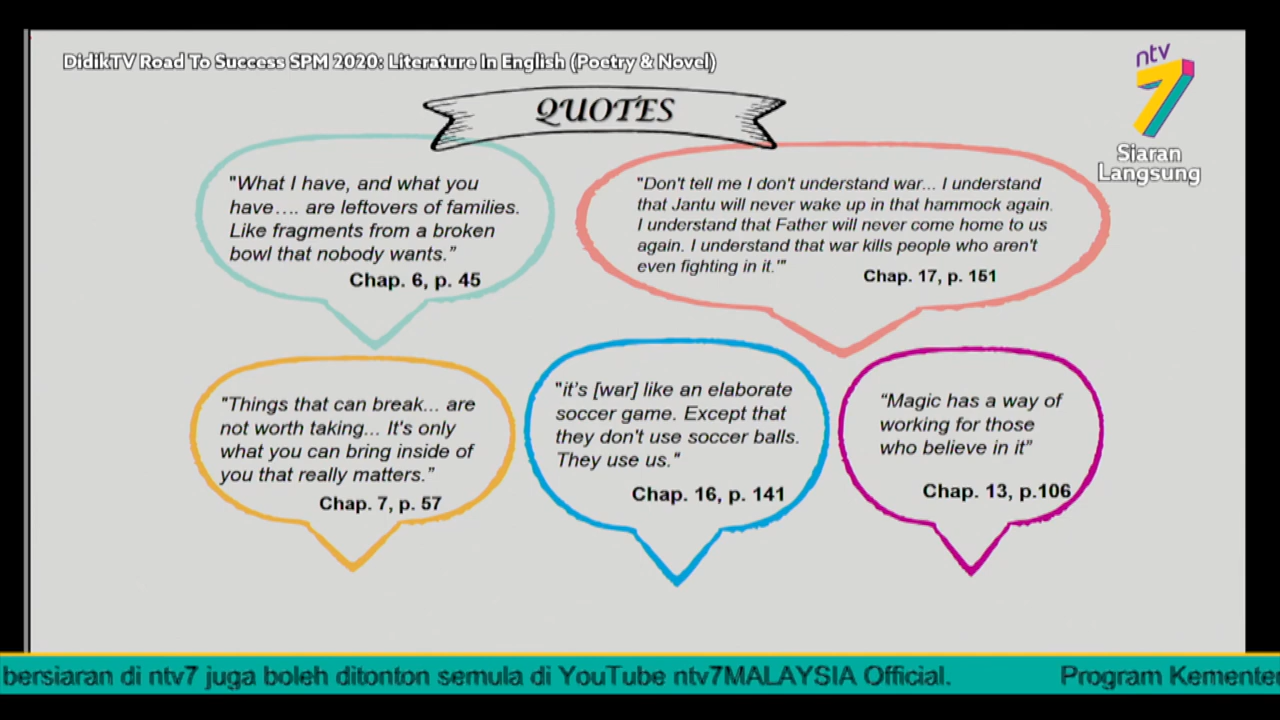 DidikTV Road To Success SPM 2020: Literature In English (Poetry & Novel)
ntv
7
Siaran
Langsung
QUOTES
"What I have, and what you
have…. are leftovers of families.
Like fragments from a broken
bowl that nobody wants.”
Chap. 6, p. 45
"Don't tell me I don't understand war... I understand
that Jantu will never wake up in that hammock again.
I understand that Father will never come home to us
again. I understand that war kills people who aren't
even fighting in it.'"
Chap. 17, p. 151
"Things that can break... are
not worth taking... It's only
what you can bring inside of
you that really matters.”
Chap. 7, p. 57
"it’s [war] like an elaborate
soccer game. Except that
they don't use soccer balls.
They use us."
Chap. 16, p. 141
“Magic has a way of
working for those
who believe in it”
Chap. 13, p.106
bersiaran di ntv7 juga boleh ditonton semula di YouTube ntv7MALAYSIA Official. Program